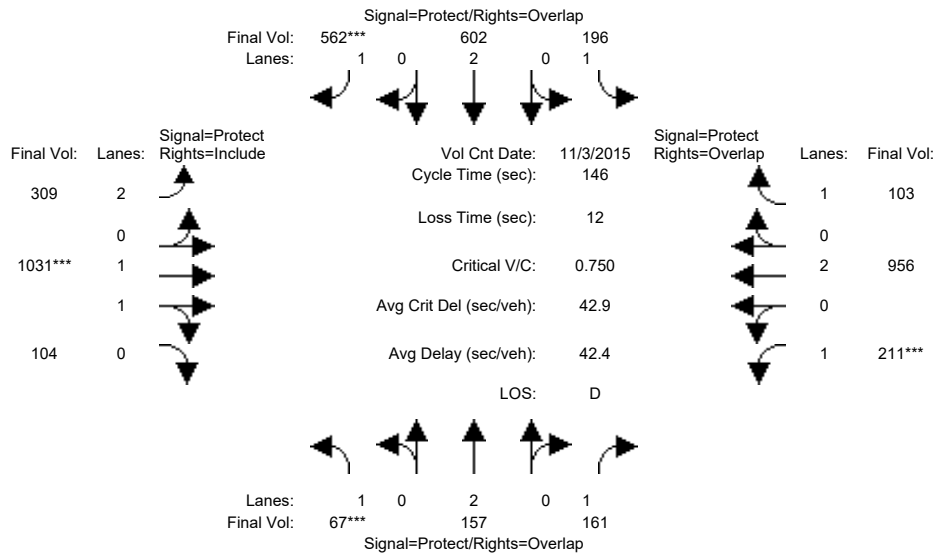 Signal=Protect/Rights=Overlap
Final Vol: 562*** 602 196
Lanes: 1 0 2 0 1
Signal=Protect
Final Vol: Lanes: Rights=Include
Vol Cnt Date: 11/3/2015
Signal=Protect
Rights=Overlap Lanes: Final Vol:
Cycle Time (sec): 146
309 2
1 103
Loss Time (sec): 12
0
0
1031*** 1
Critical V/C: 0.750
2 956
1
Avg Crit Del (sec/veh): 42.9
0
104 0
Avg Delay (sec/veh): 42.4
1 211***
LOS: D
Lanes: 1 0 2 0 1
Final Vol: 67*** 157 161
Signal=Protect/Rights=Overlap